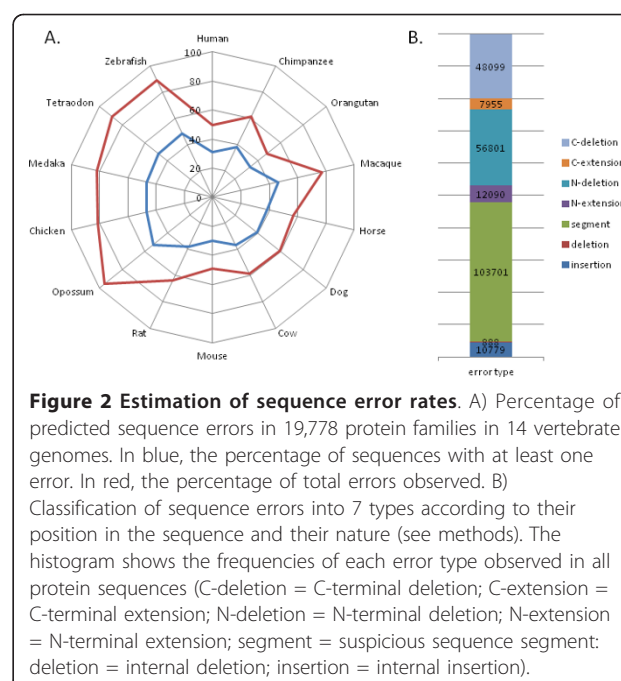 A.
Human
Chimpanzee
Orangutan
Macaque
Horse
Dog
Cow
Mouse
Rat
Opossum
Chicken
Medaka
Tetraodon
Zebrafish
100
80
60
40
20
0
B.
48099
7955
56801
12090
103701
10779
error type
C-deletion
C-extension
N-deletion
N-extension
segment
deletion
insertion
Figure 2 Estimation of sequence error rates. A) Percentage of
predicted sequence errors in 19,778 protein families in 14 vertebrate
genomes. In blue, the percentage of sequences with at least one
error. In red, the percentage of total errors observed. B)
Classification of sequence errors into 7 types according to their
position in the sequence and their nature (see methods). The
histogram shows the frequencies of each error type observed in all
protein sequences (C-deletion = C-terminal deletion; C-extension =
C-terminal extension; N-deletion = N-terminal deletion; N-extension
= N-terminal extension; segment = suspicious sequence segment:
deletion = internal deletion; insertion = internal insertion).